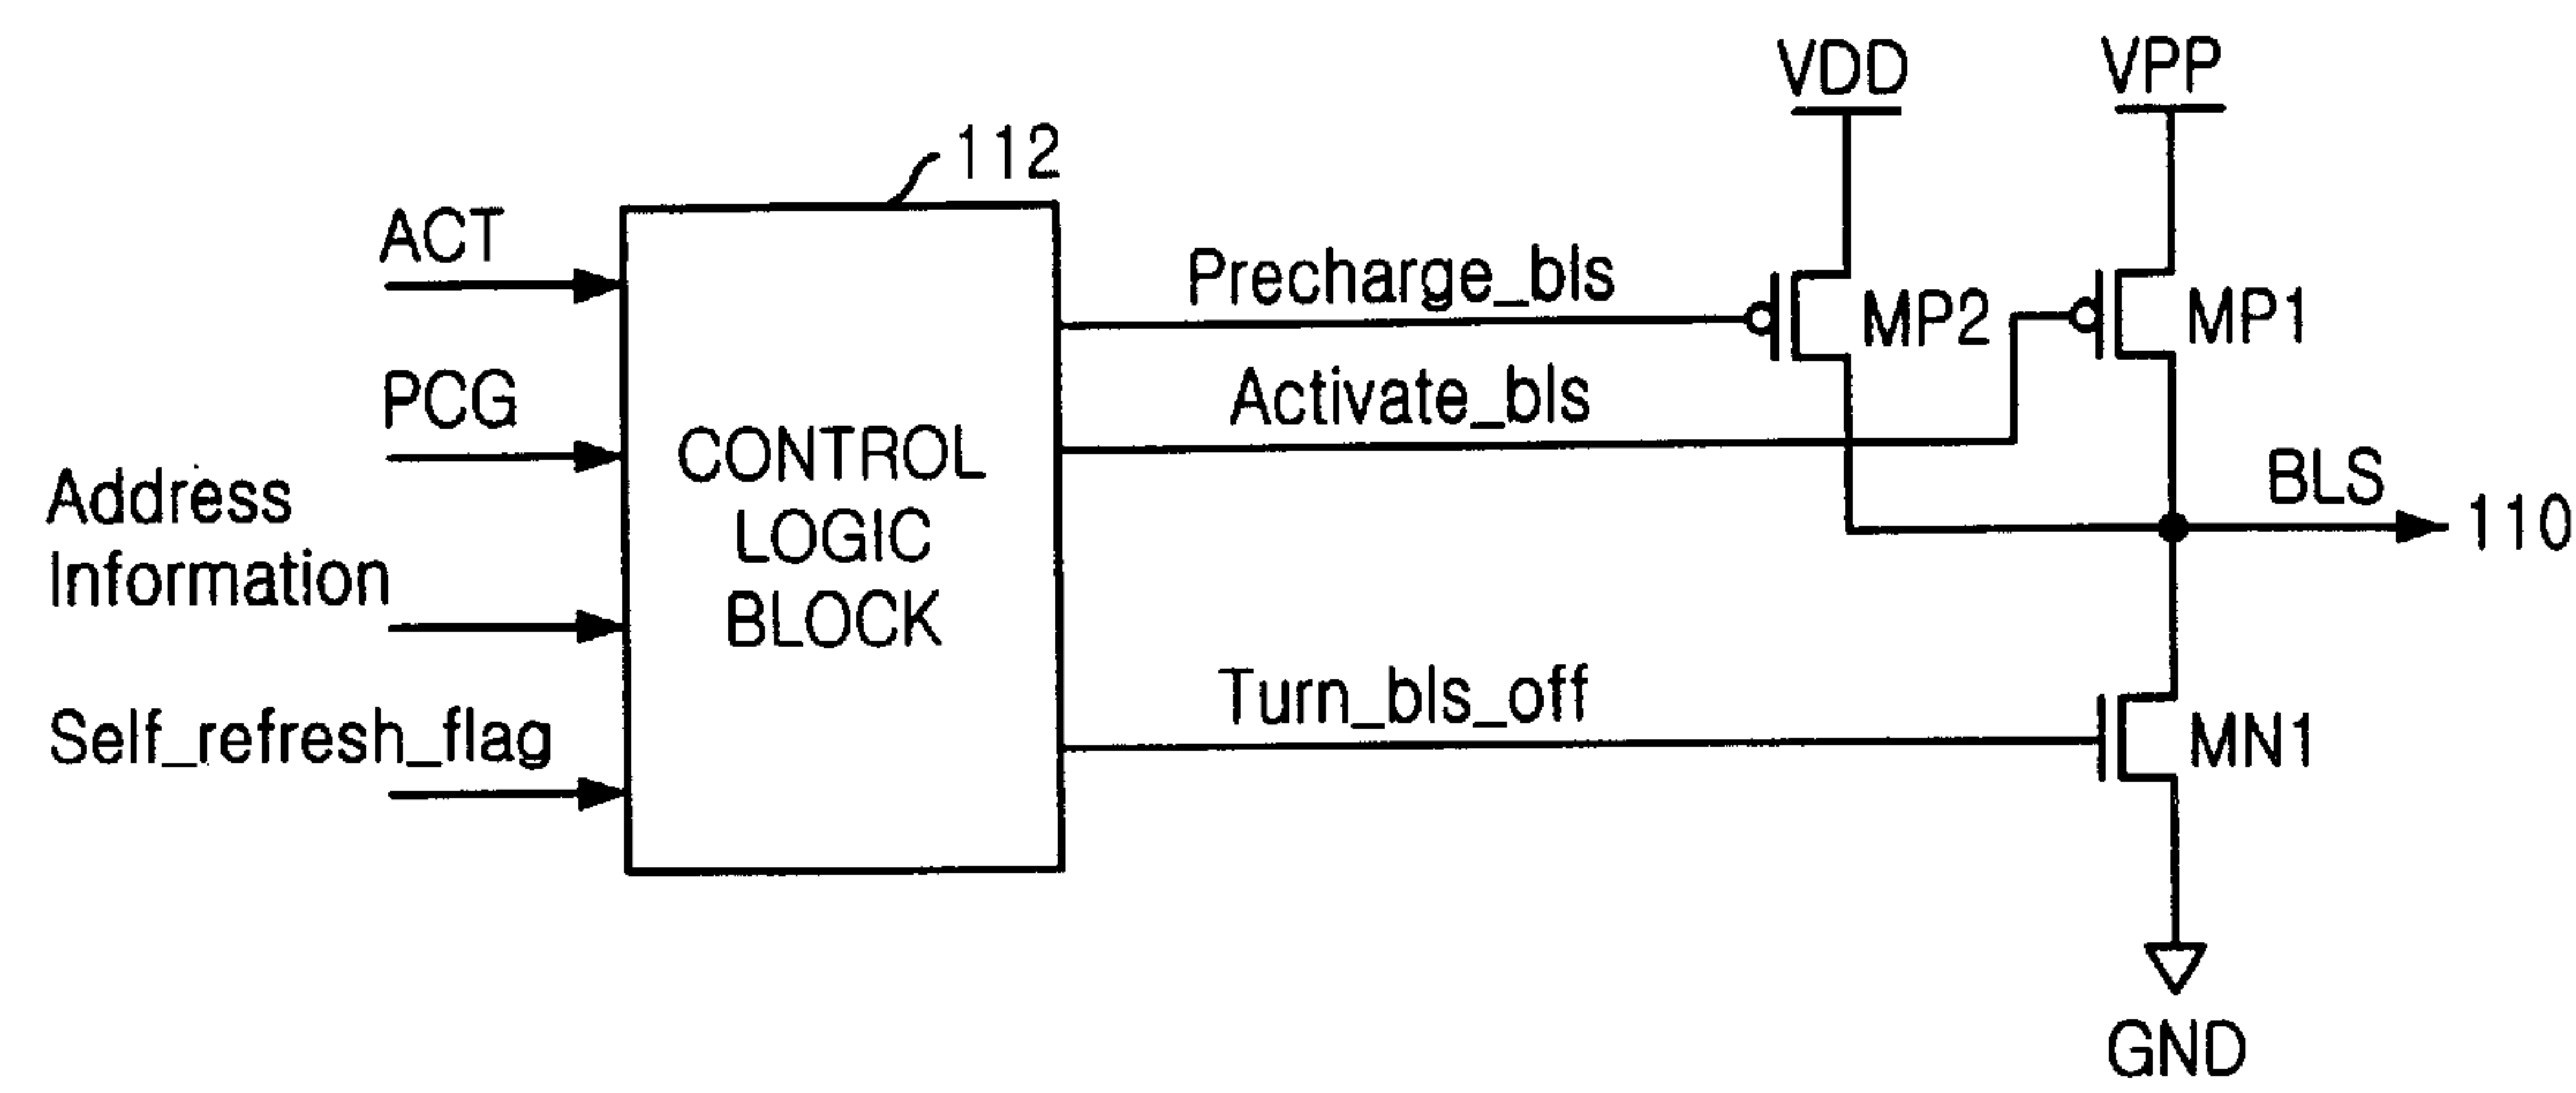 VDD
VPP
112
ACT
Precharge_bls
MP2
MP1
PCG
Activate_bls
CONTROL
LOGIC
BLOCK
Address
Information
BLS
110
Self_refresh_flag
Turn_bls_off
MN1
GND